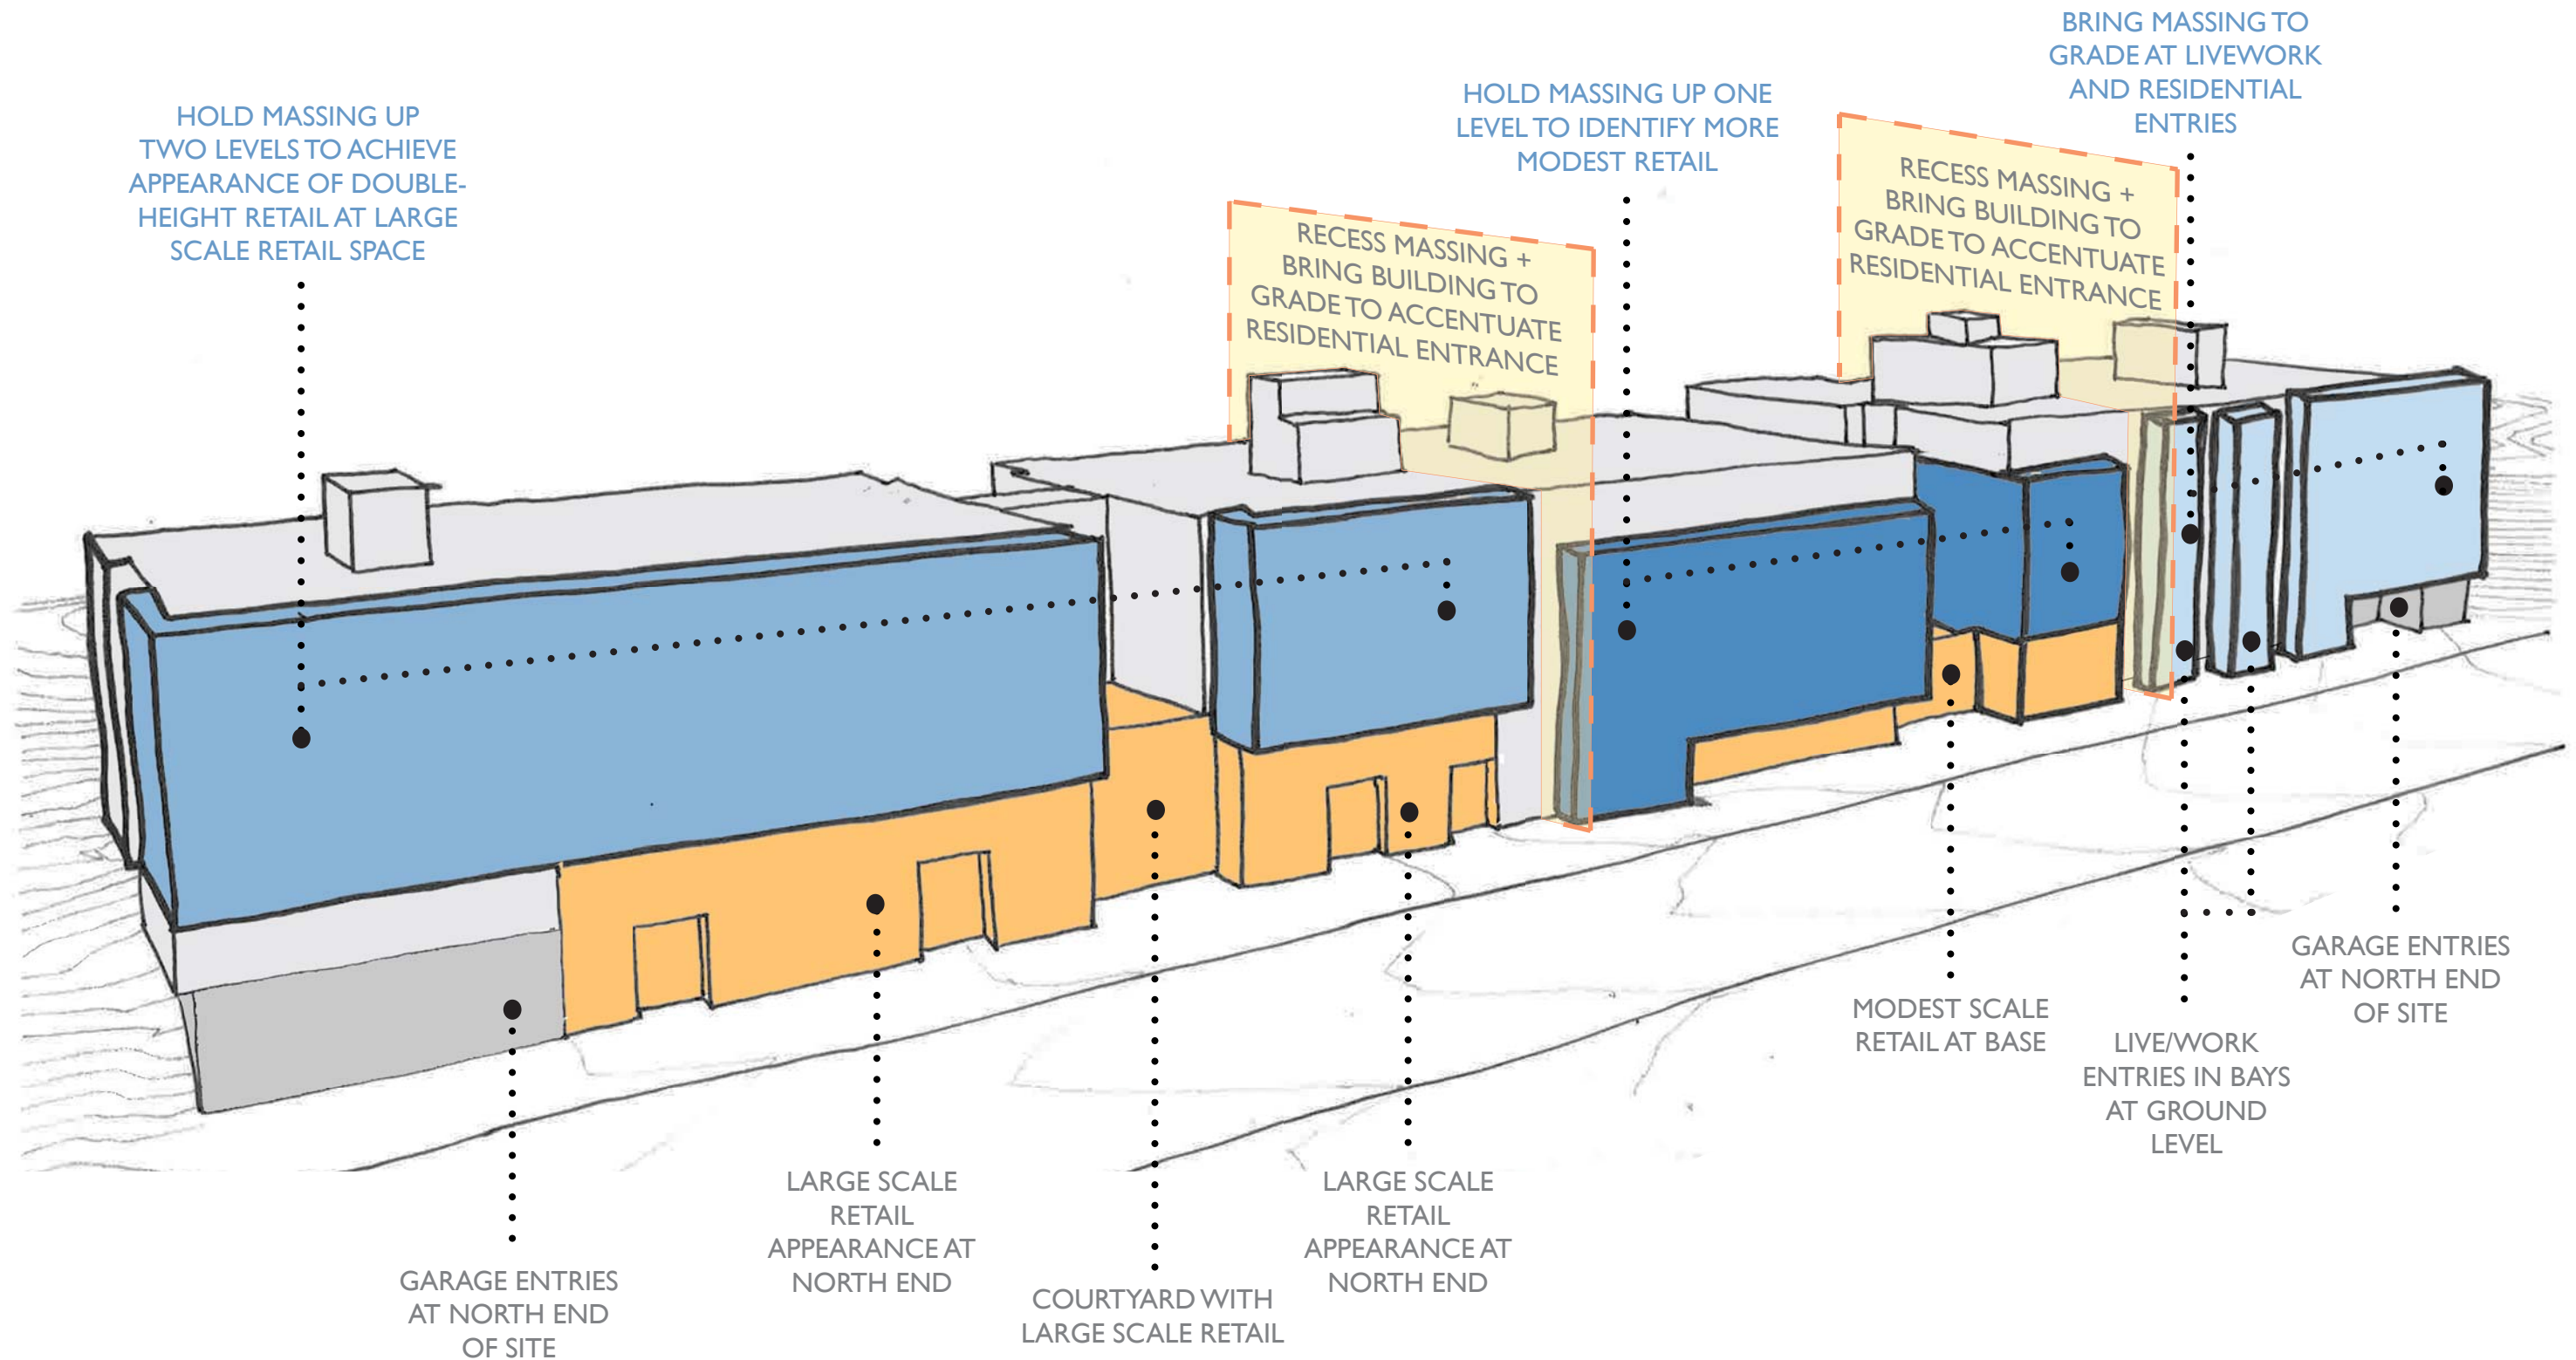 BRING MASSING TO
GRADE AT LIVEWORK
AND RESIDENTIAL
ENTRIES
HOLD MASSING UP ONE
LEVEL TO IDENTIFY MORE
MODEST RETAIL
HOLD MASSING UP
TWO LEVELS TO ACHIEVE
APPEARANCE OF DOUBLE-
HEIGHT RETAIL AT LARGE
SCALE RETAIL SPACE
RECESS MASSING +
BRING BUILDING TO
GRADE TO ACCENTUATE
RESIDENTIAL ENTRANCE
RECESS MASSING +
BRING BUILDING TO
GRADE TO ACCENTUATE
RESIDENTIAL ENTRANCE
GARAGE ENTRIES
AT NORTH END
OF SITE
LARGE SCALE
RETAIL
APPEARANCE AT
NORTH END
COURTYARD WITH
LARGE SCALE RETAIL
LARGE SCALE
RETAIL
APPEARANCE AT
NORTH END
MODEST SCALE
RETAIL AT BASE
LIVE/WORK
ENTRIES IN BAYS
AT GROUND
LEVEL
GARAGE ENTRIES
AT NORTH END
OF SITE